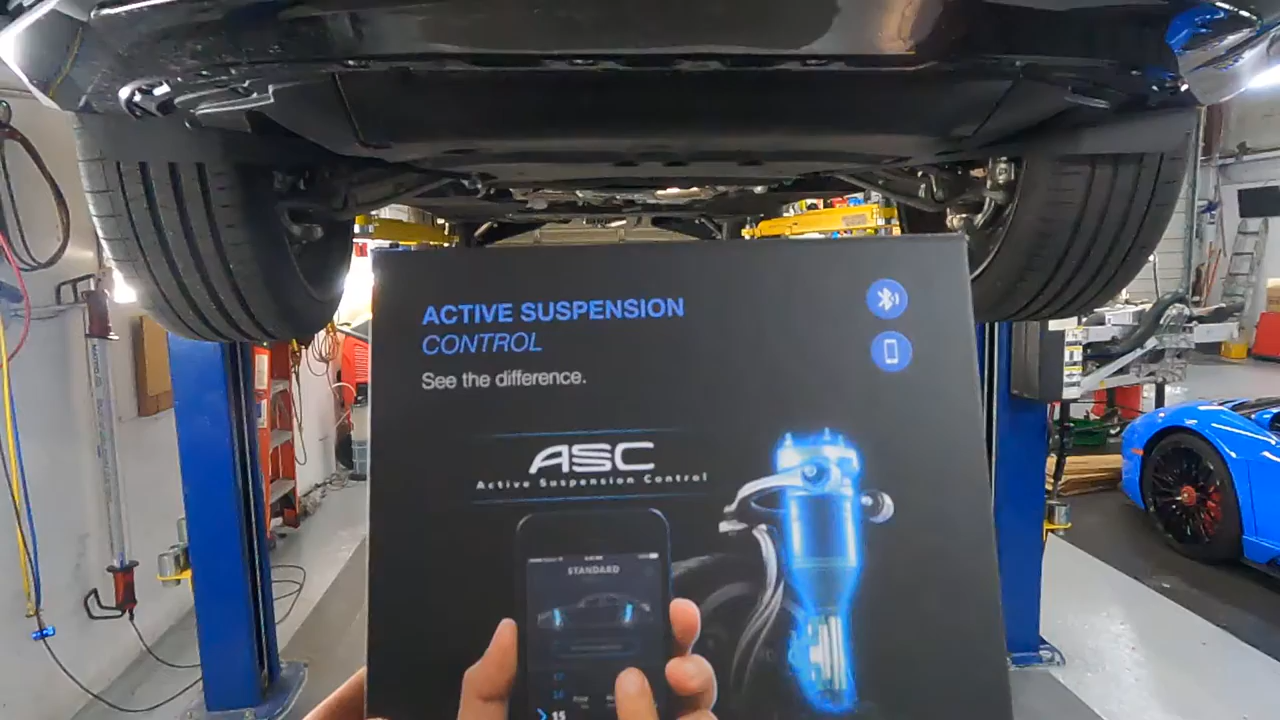 ACTIVE SUSPENSION
CONTROL
See the difference.
ASC
Active Suspension Control
STANDARD
15